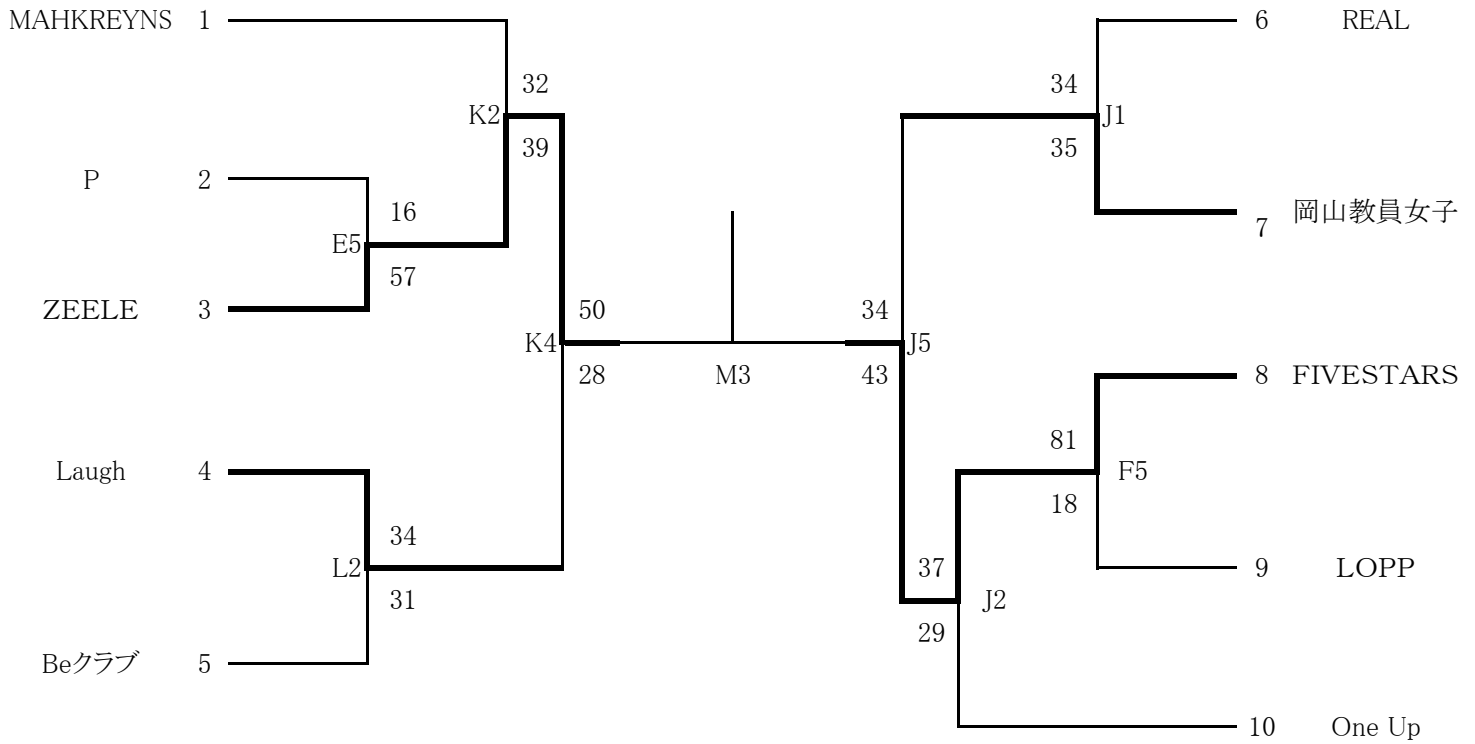 MAHKREYNS 1
6 REAL
32
34
K2
J1
39
35
P 2
16
岡山教員女子
7
E5
57
ZEELE 3
50
34
K4
J5
28
M3
43
8 FIVESTARS
81
Laugh 4
F5
18
34
L2
37
9 LOPP
31
J2
29
Beクラブ 5
10 One Up